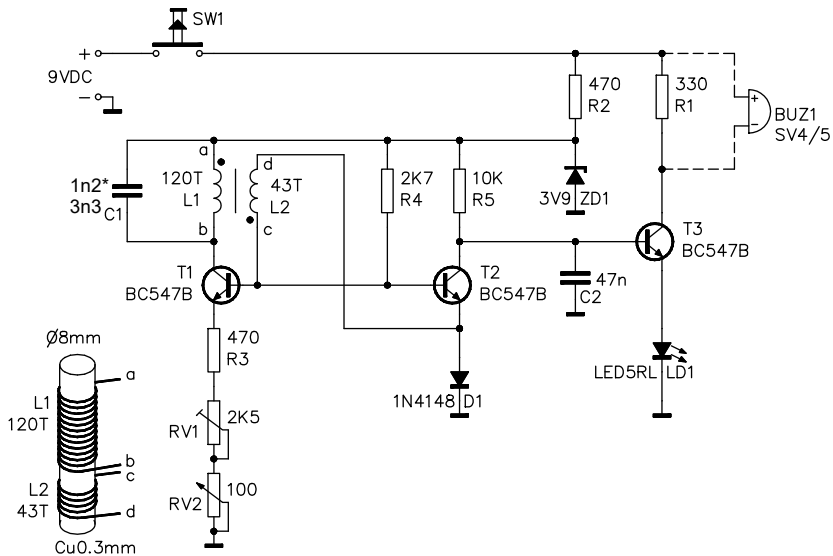 SW1
+
9VDC
−
470
R2
330
R1
+
−
BUZ1
SV4/5
a
d
1n2*
3n3
C1
120T
L1
43T
L2
2K7
R4
10K
R5
3V9 ZD1
b
c
T1
BC547B
T2
BC547B
47n
C2
T3
BC547B
470
R3
1N4148 D1
LED5RL LD1
2K5
RV1
100
RV2
Ø8mm
a
L1
120T
b
c
L2
43T
d
Cu0.3mm